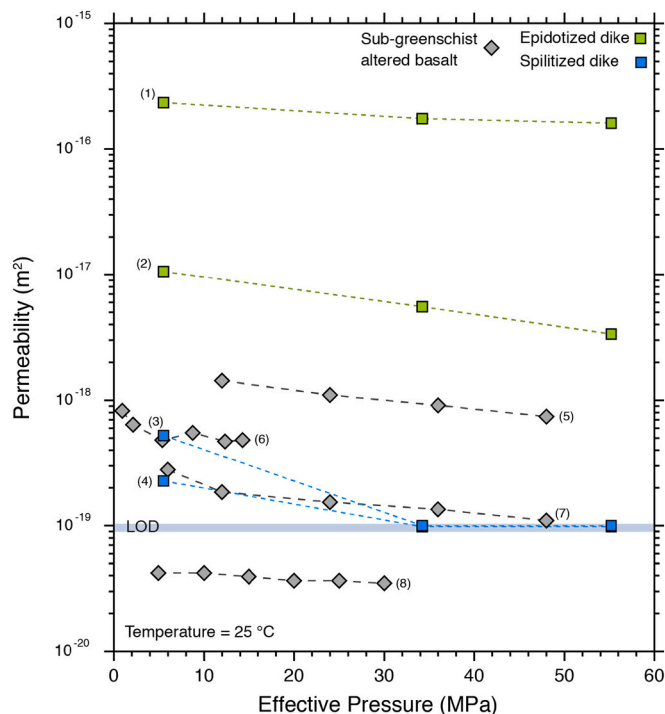 10-15
Sub-greenschist
altered basalt
Epidotized dike
Spilitized dike
(1)
10-16
(2)
10-17
Permeability (m2)
10-18
(5)
(3)
(6)
(4)
(7)
10-19
LOD
(8)
Temperature = 25 °C
10-20
0 10 20 30 40 50 60
Effective Pressure (MPa)